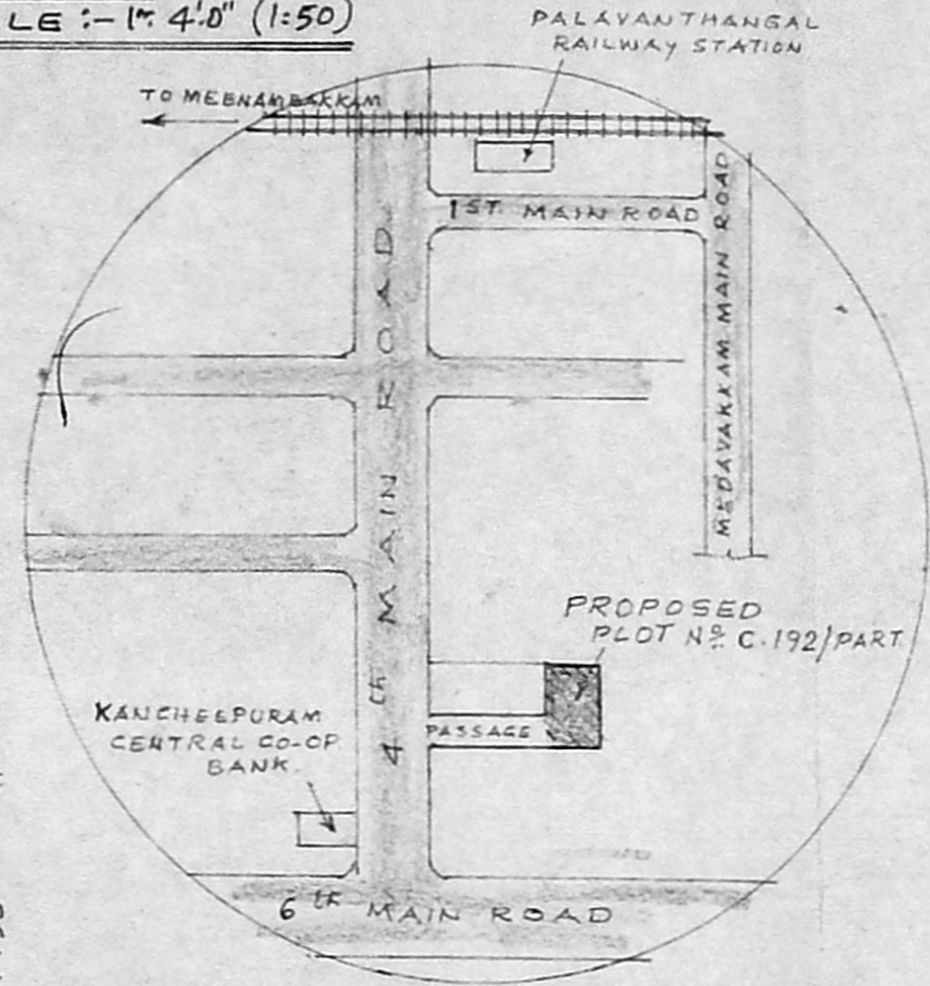 LE :- 1": 4'.0" (1:50)
PALAVANTHANGAL
RAILWAY STATION
TO MEENAMBAKKAM
1ST. MAIN ROAD
MEDAVAKKAM MAIN ROAD
4th MAIN ROAD
PROPOSED
PLOT No. C.192/PART
PASSAGE
KANCHEEPURAM
CENTRAL CO-OP
BANK.
6th MAIN ROAD